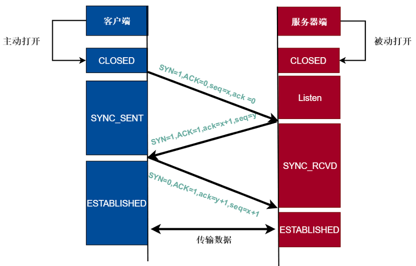 客户端
服务器端
主动打开
被动打开
CLOSED
CLOSED
SYN=1,ACK=0,seq=x,ack =0
Listen
SYNC_SENT
SYN=1,ACK=1,ack=x+1,seq=y
SYNC_RCVD
SYN=0,ACK=1,ack=y+1,seq=x+1
ESTABLISHED
ESTABLISHED
传输数据